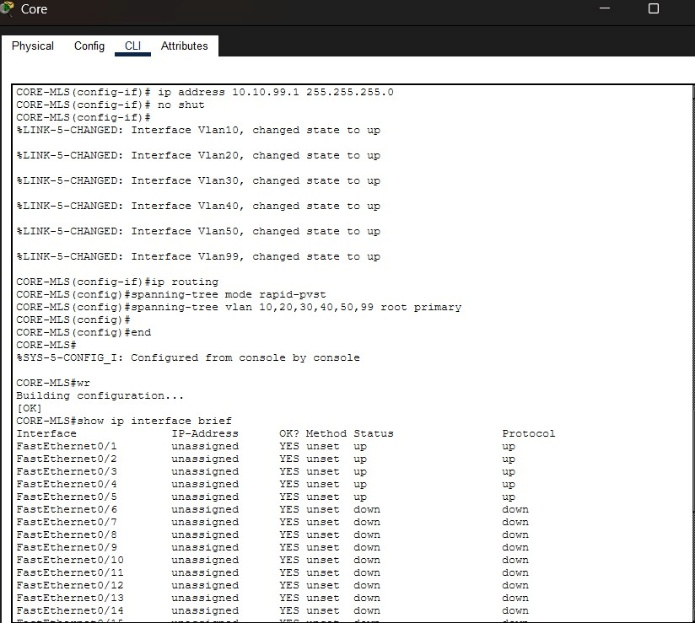 Core
Physical Config CLI Attributes
CORE-MLS(config-if)# ip address 10.10.99.1 255.255.255.0
CORE-MLS(config-if)# no shut
CORE-MLS(config-if)#
%LINK-5-CHANGED: Interface Vlan10, changed state to up
%LINK-5-CHANGED: Interface Vlan20, changed state to up
%LINK-5-CHANGED: Interface Vlan30, changed state to up
%LINK-5-CHANGED: Interface Vlan40, changed state to up
%LINK-5-CHANGED: Interface Vlan50, changed state to up
%LINK-5-CHANGED: Interface Vlan99, changed state to up
CORE-MLS(config-if)#ip routing
CORE-MLS(config)#spanning-tree mode rapid-pvst
CORE-MLS(config)#spanning-tree vlan 10,20,30,40,50,99 root primary
CORE-MLS(config)#
CORE-MLS(config)#end
CORE-MLS#
%SYS-5-CONFIG_I: Configured from console by console
CORE-MLS#wr
Building configuration...
[OK]
CORE-MLS#show ip interface brief
Interface IP-Address OK? Method Status Protocol
FastEthernet0/1 unassigned YES unset up up
FastEthernet0/2 unassigned YES unset up up
FastEthernet0/3 unassigned YES unset up up
FastEthernet0/4 unassigned YES unset up up
FastEthernet0/5 unassigned YES unset up up
FastEthernet0/6 unassigned YES unset down down
FastEthernet0/7 unassigned YES unset down down
FastEthernet0/8 unassigned YES unset down down
FastEthernet0/9 unassigned YES unset down down
FastEthernet0/10 unassigned YES unset down down
FastEthernet0/11 unassigned YES unset down down
FastEthernet0/12 unassigned YES unset down down
FastEthernet0/13 unassigned YES unset down down
FastEthernet0/14 unassigned YES unset down down